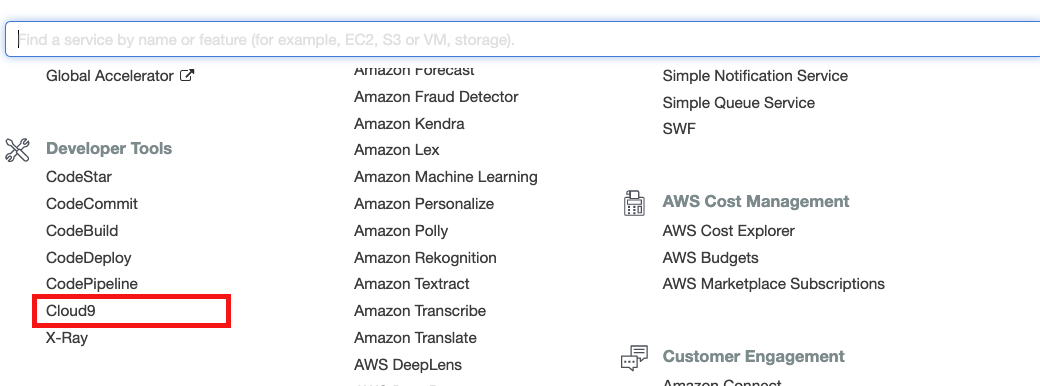 Find a service by name or feature (for example, EC2, S3 or VM, storage).
Global Accelerator
Developer Tools
CodeStar
CodeCommit
CodeBuild
CodeDeploy
CodePipeline
Cloud9
X-Ray
Amazon Forecast
Amazon Fraud Detector
Amazon Kendra
Amazon Lex
Amazon Machine Learning
Amazon Personalize
Amazon Polly
Amazon Rekognition
Amazon Textract
Amazon Transcribe
Amazon Translate
AWS DeepLens
Simple Notification Service
Simple Queue Service
SWF
AWS Cost Management
AWS Cost Explorer
AWS Budgets
AWS Marketplace Subscriptions
Customer Engagement
Amazon Connect